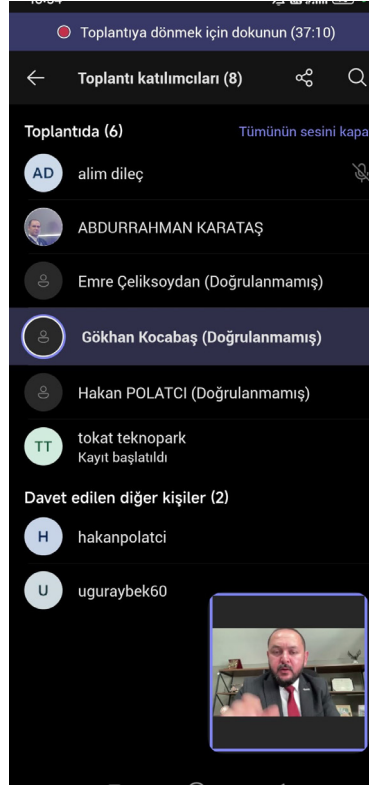 Toplantıya dönmek için dokunun (37:10)
Toplantı katılımcıları (8)
Toplantıda (6) Tümünün sesini kapa
AD alim dileç
ABDURRAHMAN KARATAŞ
Emre Çeliksoydan (Doğrulanmamış)
Gökhan Kocabaş (Doğrulanmamış)
Hakan POLATCI (Doğrulanmamış)
TT tokat teknopark
Kayıt başlatıldı
Davet edilen diğer kişiler (2)
H hakanpolatci
U uguraybek60